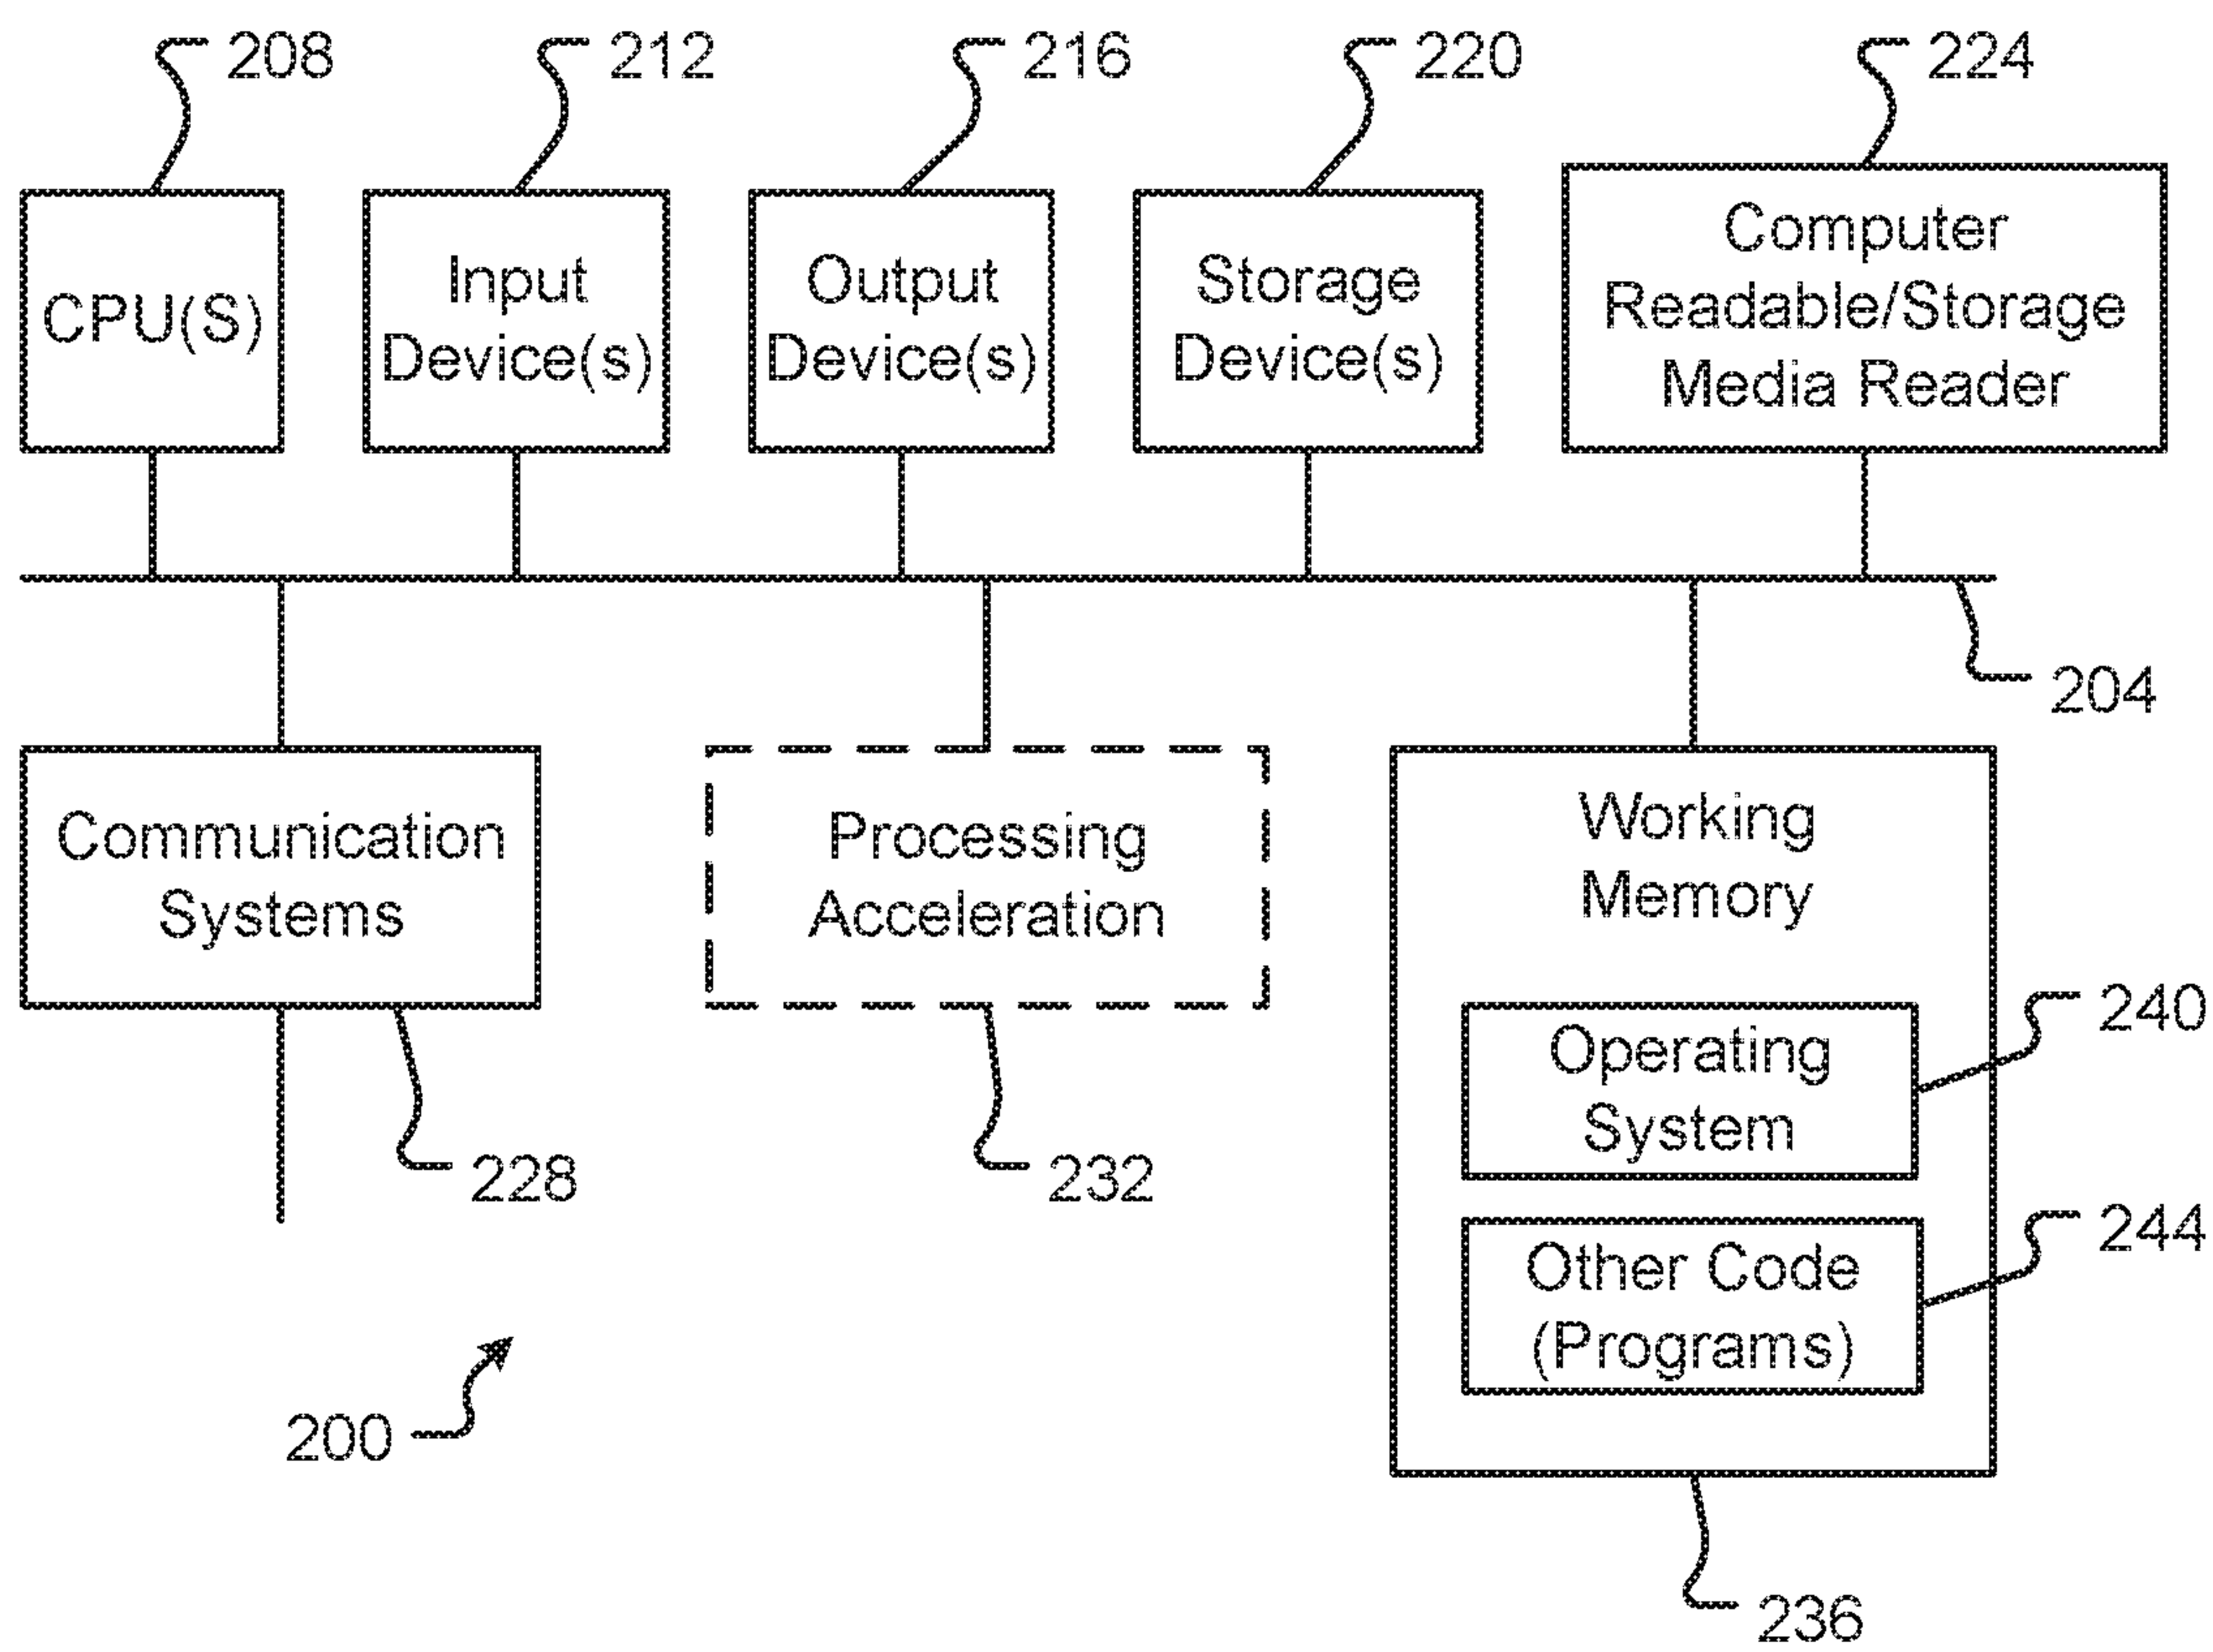 208
212
216
220
224
CPU(S)
Input
Device(s)
Output
Device(s)
Storage
Device(s)
Computer
Readable/Storage
Media Reader
204
Communication
Systems
Processing
Acceleration
Working
Memory
Operating
System
240
Other Code
(Programs)
244
228
232
200
236